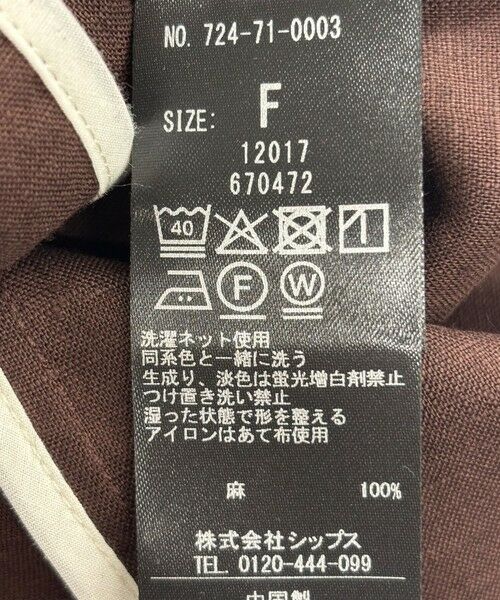 NO. 724-71-0003
SIZE: F
12017
670472
40
F W
洗濯ネット使用
同系色と一緒に洗う
生成り、淡色は蛍光増白剤禁止
つけ置き洗い禁止
湿った状態で形を整える
アイロンはあて布使用
麻 100%
株式会社シップス
TEL. 0120-444-099
中国製